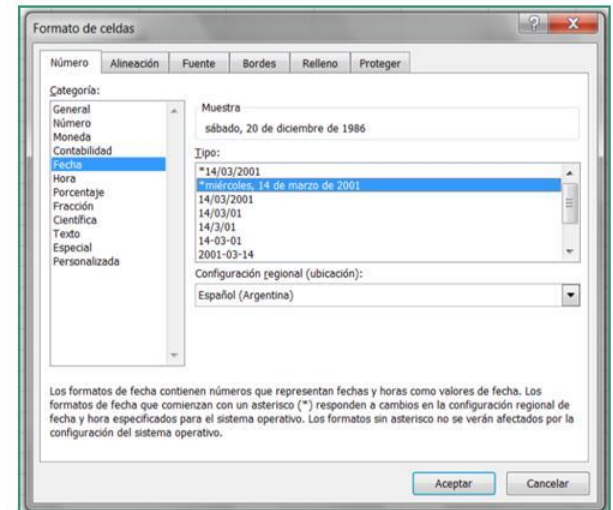 Formato de celdas
Número Alineación Fuente Bordes Relleno Proteger
Categoría:
General
Número
Moneda
Contabilidad
Fecha
Hora
Porcentaje
Fracción
Científica
Texto
Especial
Personalizada
Muestra
sábado, 20 de diciembre de 1986
Tipo:
*14/03/2001
*miércoles, 14 de marzo de 2001
14/03/2001
14/03/01
14/3/01
14-03-01
2001-03-14
Configuración regional (ubicación):
Español (Argentina)
Los formatos de fecha contienen números que representan fechas y horas como valores de fecha. Los
formatos de fecha que comienzan con un asterisco (*) responden a cambios en la configuración regional de
fecha y hora especificados para el sistema operativo. Los formatos sin asterisco no se verán afectados por la
configuración del sistema operativo.
Aceptar Cancelar